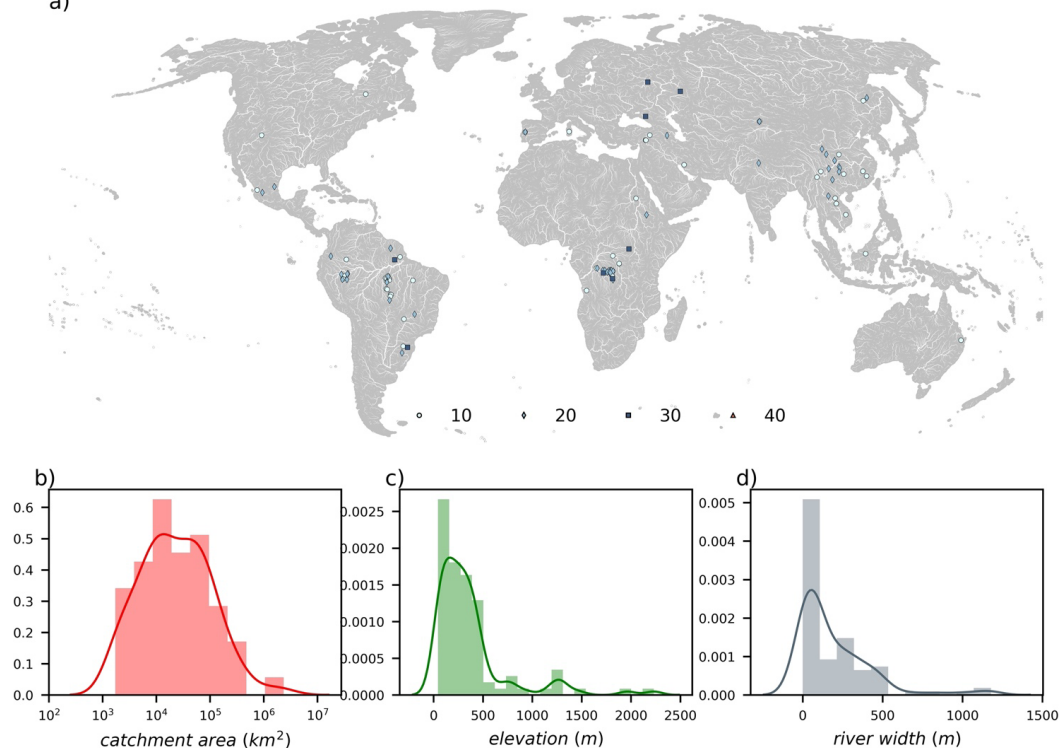 a)
10 20 30 40
b) c) d)
0.6
0.5
0.4
0.3
0.2
0.1
0.0
10² 10³ 10⁴ 10⁵ 10⁶ 10⁷
catchment area (km²)
0.0025
0.0020
0.0015
0.0010
0.0005
0.0000
0 500 1000 1500 2000 2500
elevation (m)
0.005
0.004
0.003
0.002
0.001
0.000
0 500 1000 1500
river width (m)